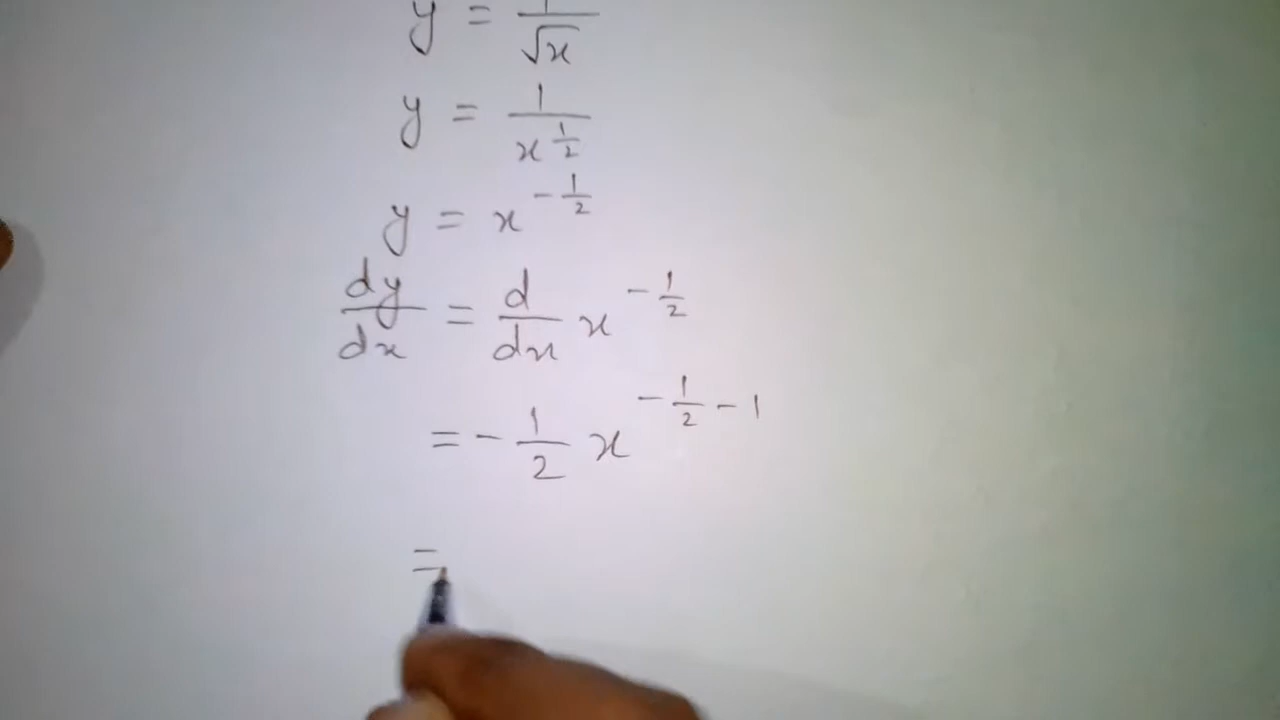 y = 1/√x
y = 1/x^(1/2)
y = x^(-1/2)
dy/dx = d/dx x^(-1/2)
= -1/2 x^(-1/2 - 1)
=